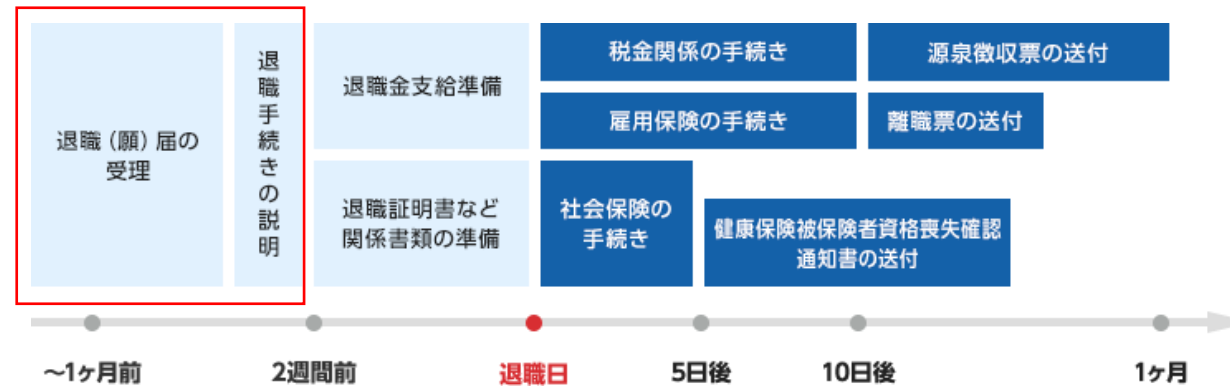 退職（願）届の
受理
退職手続きの説明
退職金支給準備
退職証明書など
関係書類の準備
税金関係の手続き
源泉徴収票の送付
雇用保険の手続き
離職票の送付
社会保険の
手続き
健康保険被保険者資格喪失確認
通知書の送付
～1ヶ月前
2週間前
退職日
5日後
10日後
1ヶ月